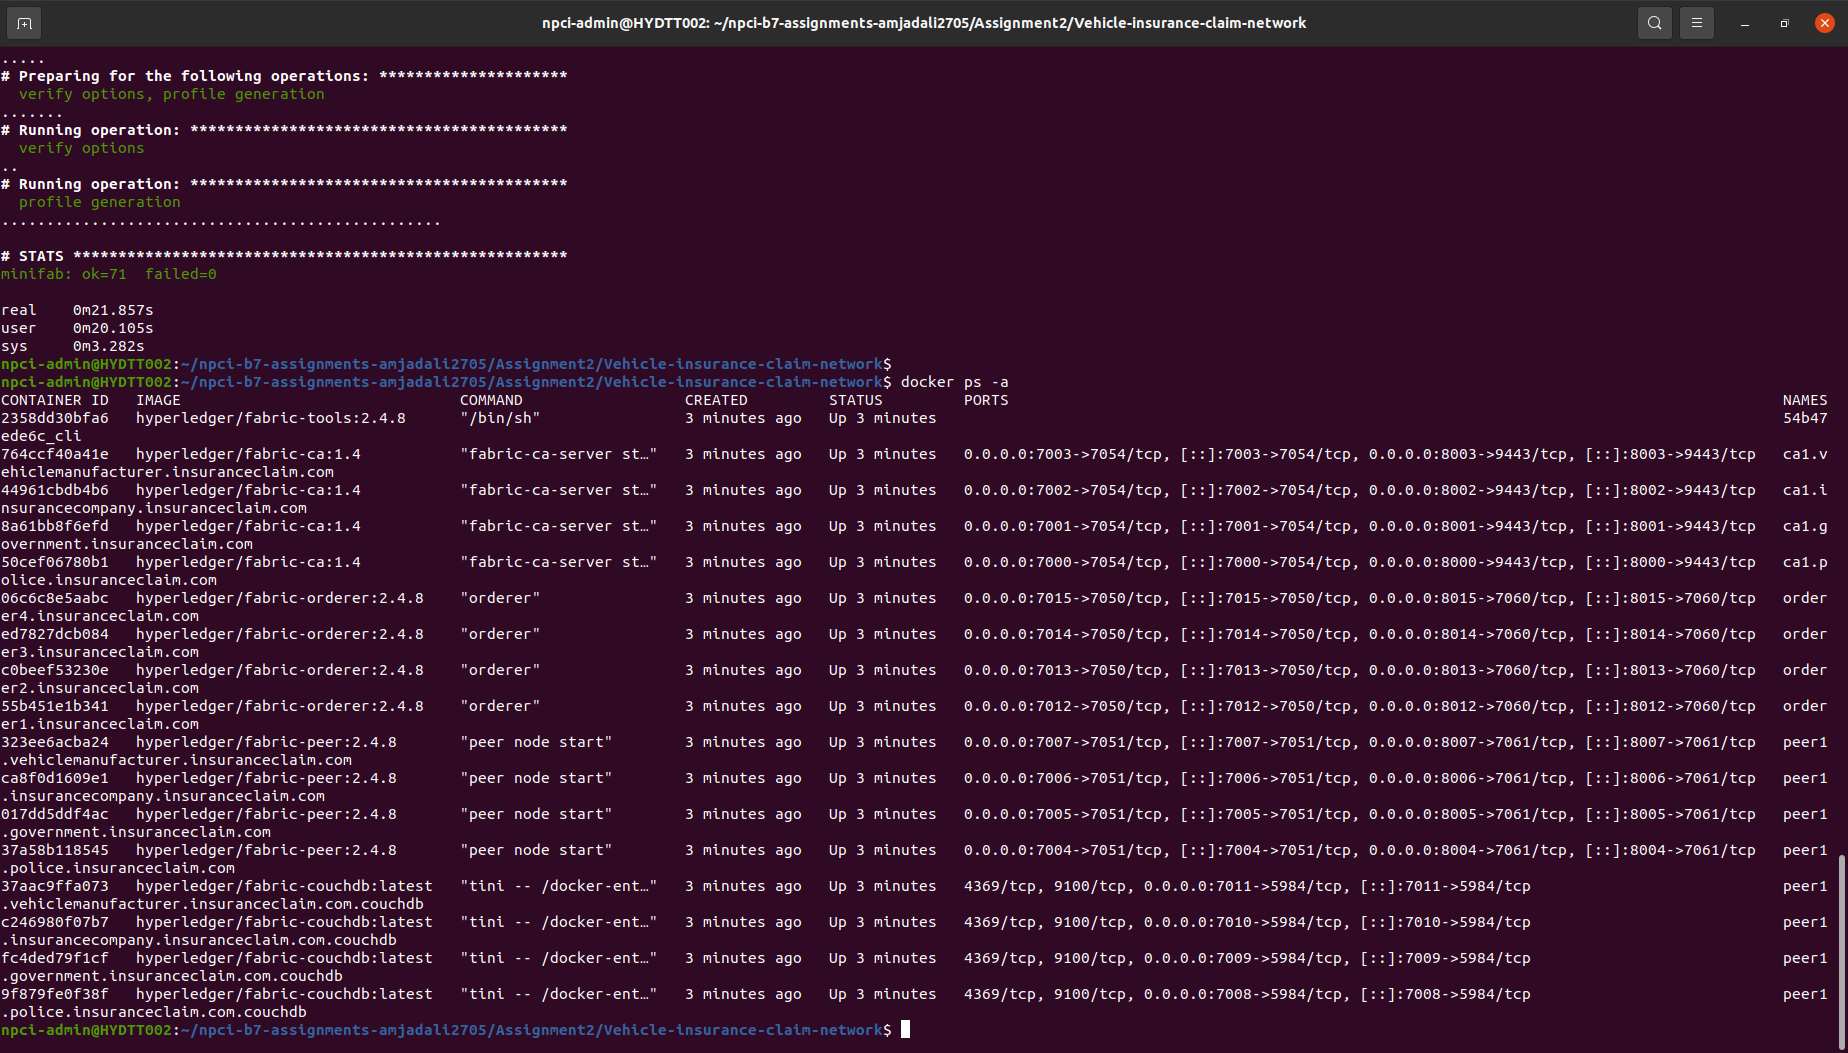 npci-admin@HYDTT002: ~/npci-b7-assignments-amjadali2705/Assignment2/Vehicle-insurance-claim-network
.....
# Preparing for the following operations: *********************
  verify options, profile generation
.......
# Running operation: ******************************************
  verify options
..
# Running operation: ******************************************
  profile generation
.................................................
# STATS *******************************************************
minifab: ok=71  failed=0
real    0m21.857s
user    0m20.105s
sys     0m3.282s
npci-admin@HYDTT002:~/npci-b7-assignments-amjadali2705/Assignment2/Vehicle-insurance-claim-network$
npci-admin@HYDTT002:~/npci-b7-assignments-amjadali2705/Assignment2/Vehicle-insurance-claim-network$ docker ps -a
CONTAINER ID   IMAGE                               COMMAND                  CREATED         STATUS         PORTS                                                                                      NAMES
2358dd30bfa6   hyperledger/fabric-tools:2.4.8      "/bin/sh"                3 minutes ago   Up 3 minutes                                                                                              54b47
ede6c_cli
764ccf40a41e   hyperledger/fabric-ca:1.4           "fabric-ca-server st…"   3 minutes ago   Up 3 minutes   0.0.0.0:7003->7054/tcp, [::]:7003->7054/tcp, 0.0.0.0:8003->9443/tcp, [::]:8003->9443/tcp   ca1.v
ehiclemanufacturer.insuranceclaim.com
44961cbdb4b6   hyperledger/fabric-ca:1.4           "fabric-ca-server st…"   3 minutes ago   Up 3 minutes   0.0.0.0:7002->7054/tcp, [::]:7002->7054/tcp, 0.0.0.0:8002->9443/tcp, [::]:8002->9443/tcp   ca1.i
nsurancecompany.insuranceclaim.com
8a61bb8f6efd   hyperledger/fabric-ca:1.4           "fabric-ca-server st…"   3 minutes ago   Up 3 minutes   0.0.0.0:7001->7054/tcp, [::]:7001->7054/tcp, 0.0.0.0:8001->9443/tcp, [::]:8001->9443/tcp   ca1.g
overnment.insuranceclaim.com
50cef06780b1   hyperledger/fabric-ca:1.4           "fabric-ca-server st…"   3 minutes ago   Up 3 minutes   0.0.0.0:7000->7054/tcp, [::]:7000->7054/tcp, 0.0.0.0:8000->9443/tcp, [::]:8000->9443/tcp   ca1.p
olice.insuranceclaim.com
06c6c8e5aabc   hyperledger/fabric-orderer:2.4.8    "orderer"                3 minutes ago   Up 3 minutes   0.0.0.0:7015->7050/tcp, [::]:7015->7050/tcp, 0.0.0.0:8015->7060/tcp, [::]:8015->7060/tcp   order
er4.insuranceclaim.com
ed7827dcb084   hyperledger/fabric-orderer:2.4.8    "orderer"                3 minutes ago   Up 3 minutes   0.0.0.0:7014->7050/tcp, [::]:7014->7050/tcp, 0.0.0.0:8014->7060/tcp, [::]:8014->7060/tcp   order
er3.insuranceclaim.com
c0beef53230e   hyperledger/fabric-orderer:2.4.8    "orderer"                3 minutes ago   Up 3 minutes   0.0.0.0:7013->7050/tcp, [::]:7013->7050/tcp, 0.0.0.0:8013->7060/tcp, [::]:8013->7060/tcp   order
er2.insuranceclaim.com
55b451e1b341   hyperledger/fabric-orderer:2.4.8    "orderer"                3 minutes ago   Up 3 minutes   0.0.0.0:7012->7050/tcp, [::]:7012->7050/tcp, 0.0.0.0:8012->7060/tcp, [::]:8012->7060/tcp   order
er1.insuranceclaim.com
323ee6acba24   hyperledger/fabric-peer:2.4.8       "peer node start"        3 minutes ago   Up 3 minutes   0.0.0.0:7007->7051/tcp, [::]:7007->7051/tcp, 0.0.0.0:8007->7061/tcp, [::]:8007->7061/tcp   peer1
.vehiclemanufacturer.insuranceclaim.com
ca8f0d1609e1   hyperledger/fabric-peer:2.4.8       "peer node start"        3 minutes ago   Up 3 minutes   0.0.0.0:7006->7051/tcp, [::]:7006->7051/tcp, 0.0.0.0:8006->7061/tcp, [::]:8006->7061/tcp   peer1
.insurancecompany.insuranceclaim.com
017dd5ddf4ac   hyperledger/fabric-peer:2.4.8       "peer node start"        3 minutes ago   Up 3 minutes   0.0.0.0:7005->7051/tcp, [::]:7005->7051/tcp, 0.0.0.0:8005->7061/tcp, [::]:8005->7061/tcp   peer1
.government.insuranceclaim.com
37a58b118545   hyperledger/fabric-peer:2.4.8       "peer node start"        3 minutes ago   Up 3 minutes   0.0.0.0:7004->7051/tcp, [::]:7004->7051/tcp, 0.0.0.0:8004->7061/tcp, [::]:8004->7061/tcp   peer1
.police.insuranceclaim.com
37aac9ffa073   hyperledger/fabric-couchdb:latest   "tini -- /docker-ent…"   3 minutes ago   Up 3 minutes   4369/tcp, 9100/tcp, 0.0.0.0:7011->5984/tcp, [::]:7011->5984/tcp                            peer1
.vehiclemanufacturer.insuranceclaim.com.couchdb
c246980f07b7   hyperledger/fabric-couchdb:latest   "tini -- /docker-ent…"   3 minutes ago   Up 3 minutes   4369/tcp, 9100/tcp, 0.0.0.0:7010->5984/tcp, [::]:7010->5984/tcp                            peer1
.insurancecompany.insuranceclaim.com.couchdb
fc4ded79f1cf   hyperledger/fabric-couchdb:latest   "tini -- /docker-ent…"   3 minutes ago   Up 3 minutes   4369/tcp, 9100/tcp, 0.0.0.0:7009->5984/tcp, [::]:7009->5984/tcp                            peer1
.government.insuranceclaim.com.couchdb
9f879fe0f38f   hyperledger/fabric-couchdb:latest   "tini -- /docker-ent…"   3 minutes ago   Up 3 minutes   4369/tcp, 9100/tcp, 0.0.0.0:7008->5984/tcp, [::]:7008->5984/tcp                            peer1
.police.insuranceclaim.com.couchdb
npci-admin@HYDTT002:~/npci-b7-assignments-amjadali2705/Assignment2/Vehicle-insurance-claim-network$